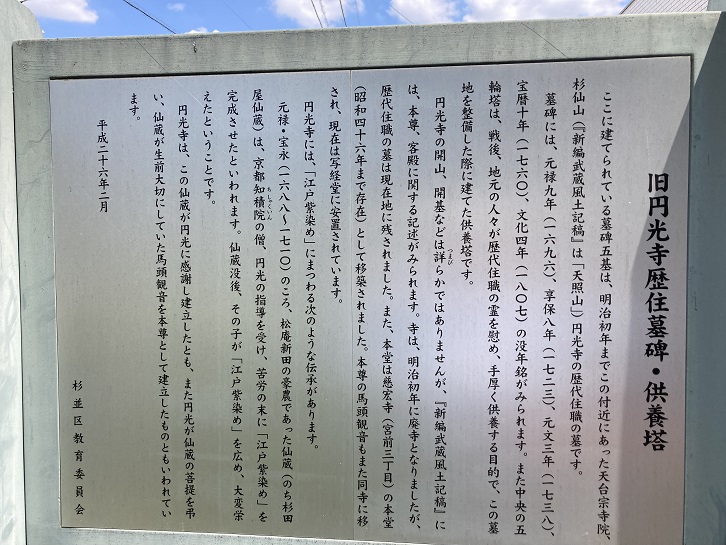 旧円光寺歴住墓碑・供養塔
ここに建てられている墓碑五基は、明治初年までこの付近にあった天台宗寺院、
杉仙山(『新編武蔵風土記稿』は「天照山」)円光寺の歴代住職の墓です。
墓碑には、元禄九年(一六九六)、享保八年(一七二三)、元文三年(一七三八)、
宝暦十年(一七六〇)、文化四年(一八〇七)の没年銘がみられます。また中央の五
輪塔は、戦後、地元の人々が歴代住職の霊を慰め、手厚く供養する目的で、この墓
地を整備した際に建てた供養塔です。
円光寺の開山、開基などは詳らかではありませんが、『新編武蔵風土記稿』に
は、本尊、客殿に関する記述がみられます。寺は、明治初年に廃寺となりましたが、
歴代住職の墓は現在地に残されました。また、本堂は慈宏寺(宮前三丁目)の本堂
(昭和四十六年まで存在)として移築されました。本尊の馬頭観音もまた同寺に移
され、現在は写経堂に安置されています。
円光寺には、「江戸紫染め」にまつわる次のような伝承があります。
元禄・宝永(一六八八~一七一〇)のころ、松庵新田の豪農であった仙蔵(のち杉田
屋仙蔵)は、京都知積院の僧、円光の指導を受け、苦労の末に「江戸紫染め」を
完成させたといわれます。仙蔵没後、その子が「江戸紫染め」を広め、大変栄
えたということです。
円光寺は、この仙蔵が円光に感謝し建立したとも、また円光が仙蔵の菩提を弔
い、仙蔵が生前大切にしていた馬頭観音を本尊として建立したものともいわれてい
ます。
平成二十六年二月
杉並区教育委員会
つまび
ちしゃくいん